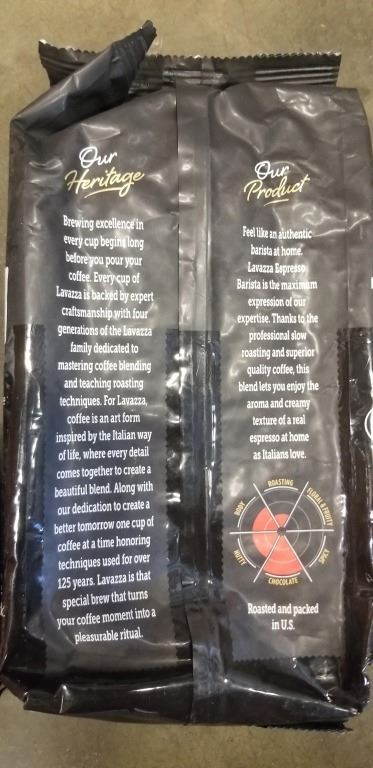 Our
Heritage
Brewing excellence in
every cup begins long
before you pour your
coffee. Every cup of
Lavazza is backed by expert
craftsmanship with four
generations of the Lavazza
family dedicated to
mastering coffee blending
and teaching roasting
techniques. For Lavazza,
coffee is an art form
inspired by the Italian way
of life, where every detail
comes together to create a
beautiful blend. Along with
our dedication to create a
better tomorrow one cup of
coffee at a time honoring
techniques used for over
125 years. Lavazza is that
special brew that turns
your coffee moment into a
pleasurable ritual.
Our
Product
Feel like an authentic
barista at home.
Lavazza Espresso
Barista is the maximum
expression of our
expertise. Thanks to the
professional slow
roasting and superior
quality coffee, this
blend lets you enjoy the
aroma and creamy
texture of a real
espresso at home
as Italians love.
ROASTING
FLORAL & FRUITY
SPICY
CHOCOLATE
NUTTY
BODY
Roasted and packed
in U.S.